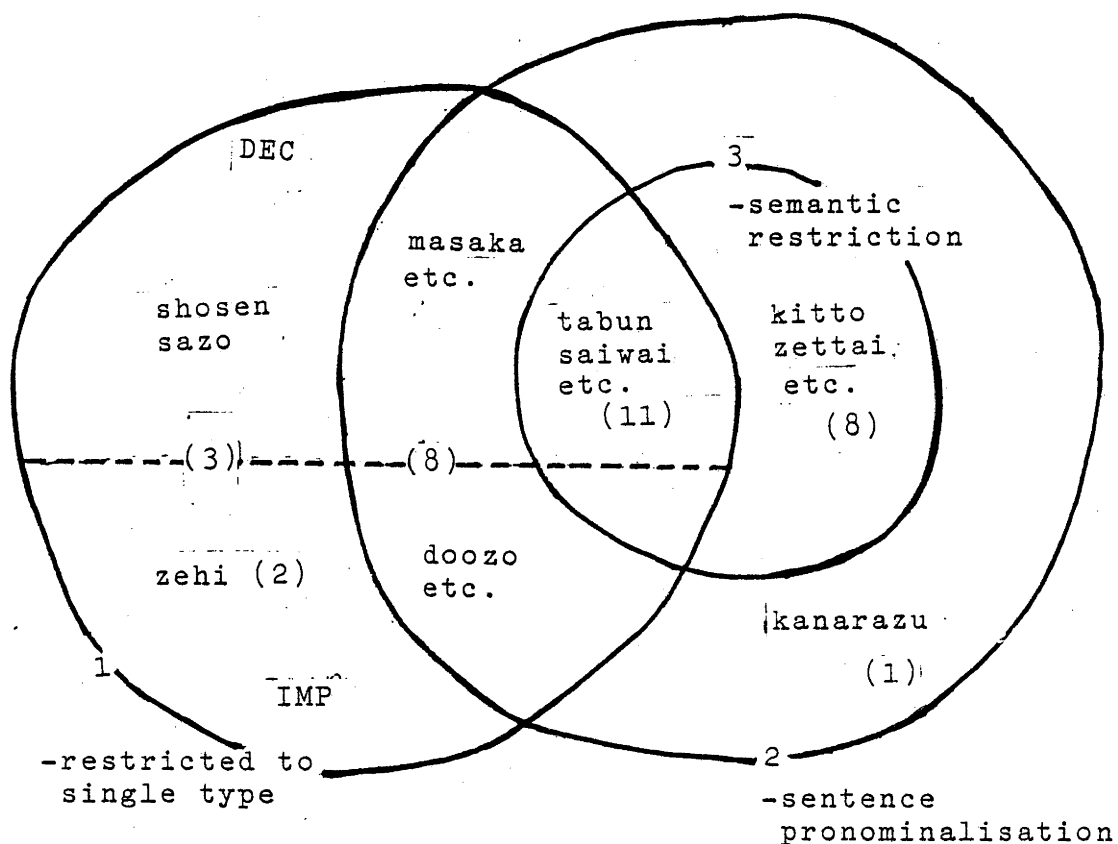 DEC
3
-semantic
restriction
masaka
etc.
shosen
sazo
tabun
saiwai
etc.
(11)
kitto
zettai
etc.
(8)
(3)
(8)
zehi (2)
doozo
etc.
kanarazu
(1)
1
IMP
2
-restricted to
single type
-sentence
pronominalisation